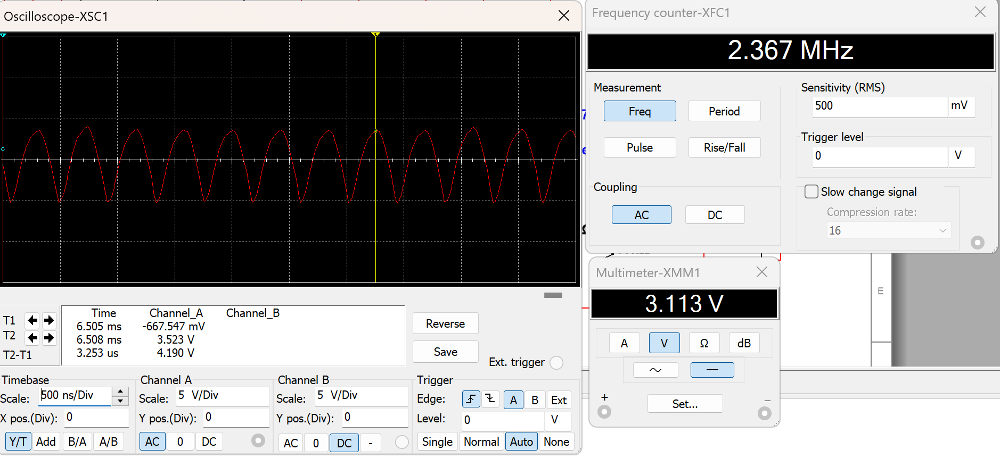 Oscilloscope-XSC1
Time Channel_A Channel_B
T1 6.505 ms -667.547 mV
T2 6.508 ms 3.523 V
T2-T1 3.253 us 4.190 V
Reverse
Save
Ext. trigger
Timebase
Scale: 500 ns/Div
X pos.(Div): 0
Y/T Add B/A A/B
Channel A
Scale: 5 V/Div
Y pos.(Div): 0
AC 0 DC
Channel B
Scale: 5 V/Div
Y pos.(Div): 0
AC 0 DC -
Trigger
Edge: A B Ext
Level: 0 V
Single Normal Auto None
Frequency counter-XFC1
2.367 MHz
Measurement
Freq Period
Pulse Rise/Fall
Coupling
AC DC
Sensitivity (RMS)
500 mV
Trigger level
0 V
Slow change signal
Compression rate:
16
Multimeter-XMM1
3.113 V
A V Ω dB
+ Set... −
E